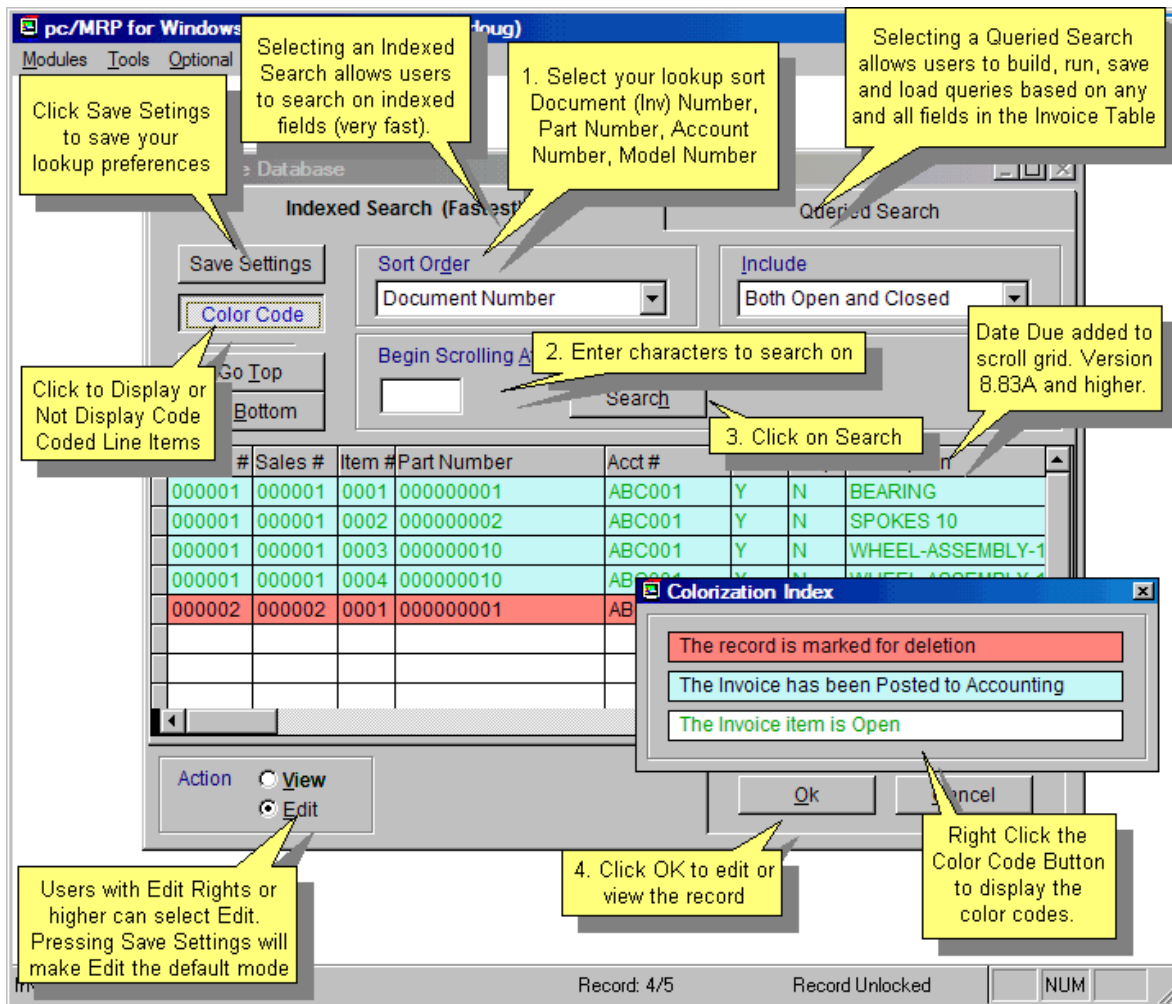 pc/MRP for Windows
doug)
Modules Tools Optional
Click Save Setings
to save your
lookup preferences
Selecting an Indexed
Search allows users
to search on indexed
fields (very fast).
1. Select your lookup sort
Document (Inv) Number,
Part Number, Account
Number, Model Number
Selecting a Queried Search
allows users to build, run, save
and load queries based on any
and all fields in the Invoice Table
Database
Indexed Search (Fastest)
Queried Search
Save Settings
Sort Order
Include
Document Number
Both Open and Closed
Color Code
Date Due added to
scroll grid. Version
8.83A and higher.
Begin Scrolling
2. Enter characters to search on
Go Top
Bottom
Search
Click to Display or
Not Display Code
Coded Line Items
3. Click on Search
# Sales # Item # Part Number Acct #
000001 000001 0001 000000001 ABC001 Y N BEARING
000001 000001 0002 000000002 ABC001 Y N SPOKES 10
000001 000001 0003 000000010 ABC001 Y N WHEEL-ASSEMBLY-1
000001 000001 0004 000000010 ABC001 Y N WHEEL-ASSEMBLY-1
000002 000002 0001 000000001 AB
Colorization Index
The record is marked for deletion
The Invoice has been Posted to Accounting
The Invoice item is Open
Action View
Edit
Ok Cancel
Right Click the
Color Code Button
to display the
color codes.
4. Click OK to edit or
view the record
Users with Edit Rights or
higher can select Edit.
Pressing Save Settings will
make Edit the default mode
Record: 4/5 Record Unlocked NUM